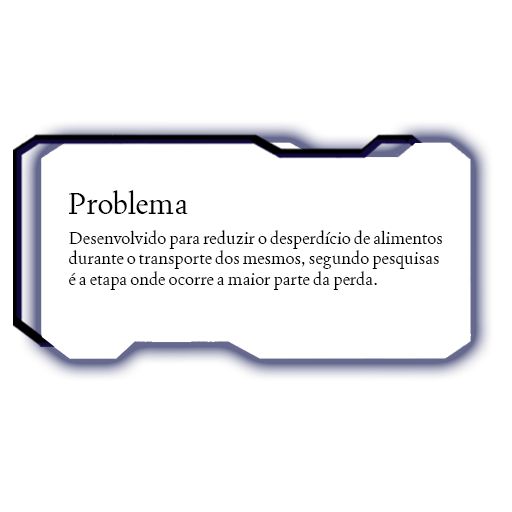 Problema
Desenvolvido para reduzir o desperdício de alimentos
durante o transporte dos mesmos, segundo pesquisas
é a etapa onde ocorre a maior parte da perda.